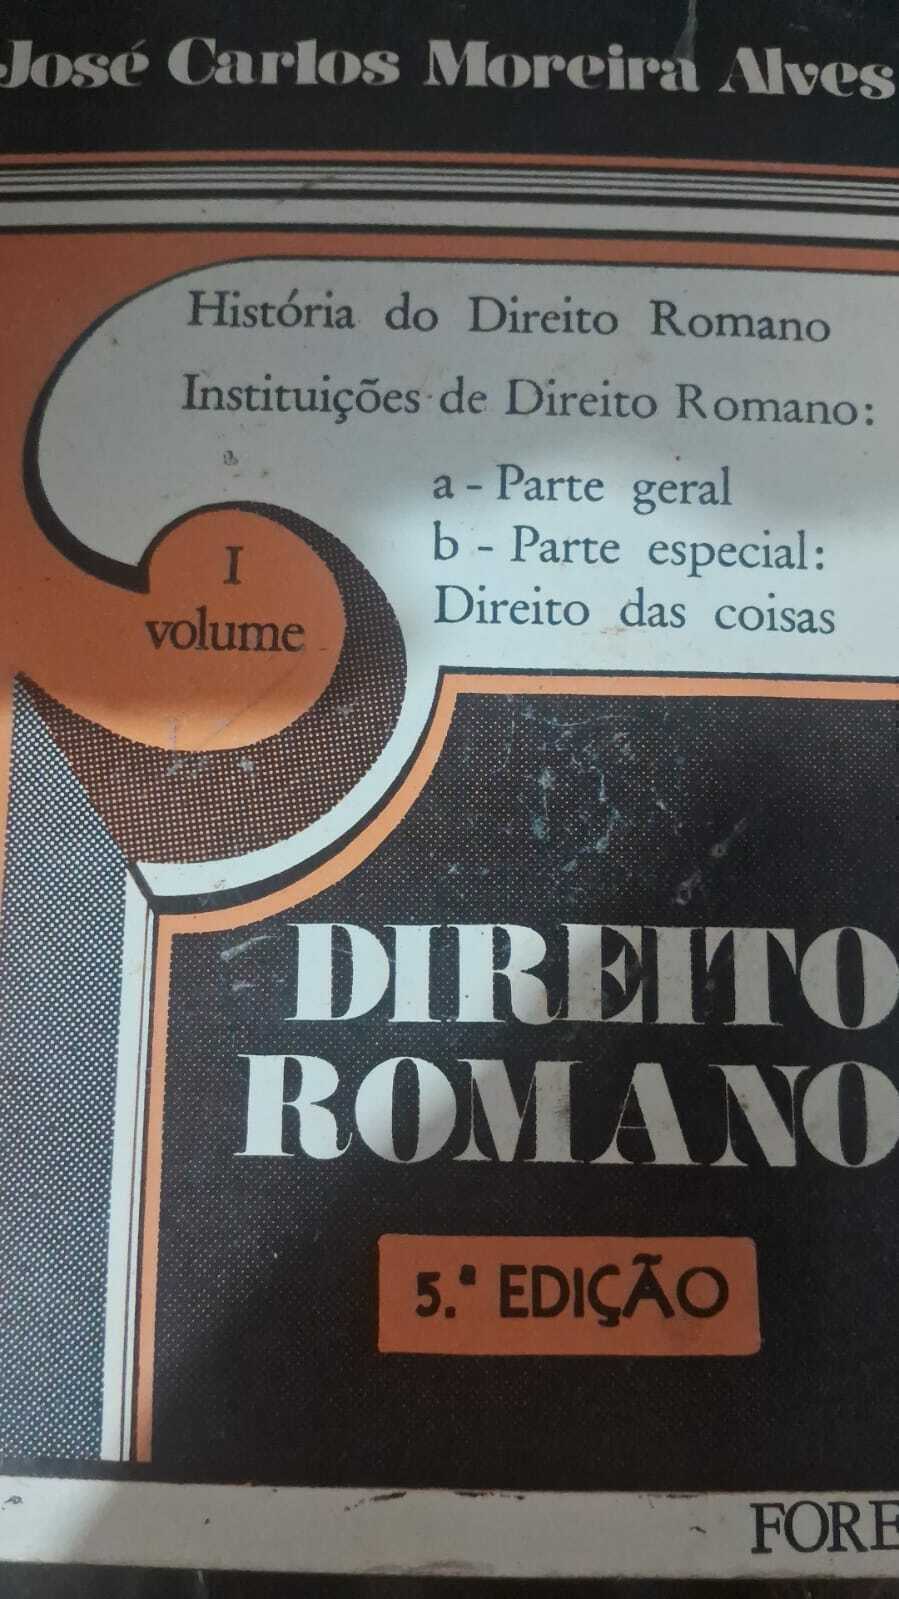 José Carlos Moreira Alves
História do Direito Romano
Instituições de Direito Romano:
a - Parte geral
b - Parte especial:
Direito das coisas
I
volume
DIREITO
ROMANO
5.ª EDIÇÃO
FORE